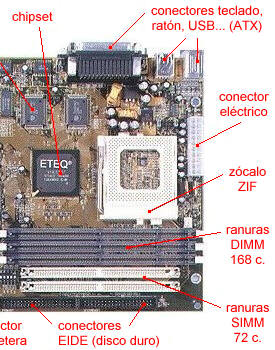 chipset
conectores teclado,
ratón, USB... (ATX)
conector
eléctrico
ETEQ
zócalo
ZIF
ranuras
DIMM
168 c.
ranuras
SIMM
72 c.
conectores
EIDE (disco duro)
ctor
etera